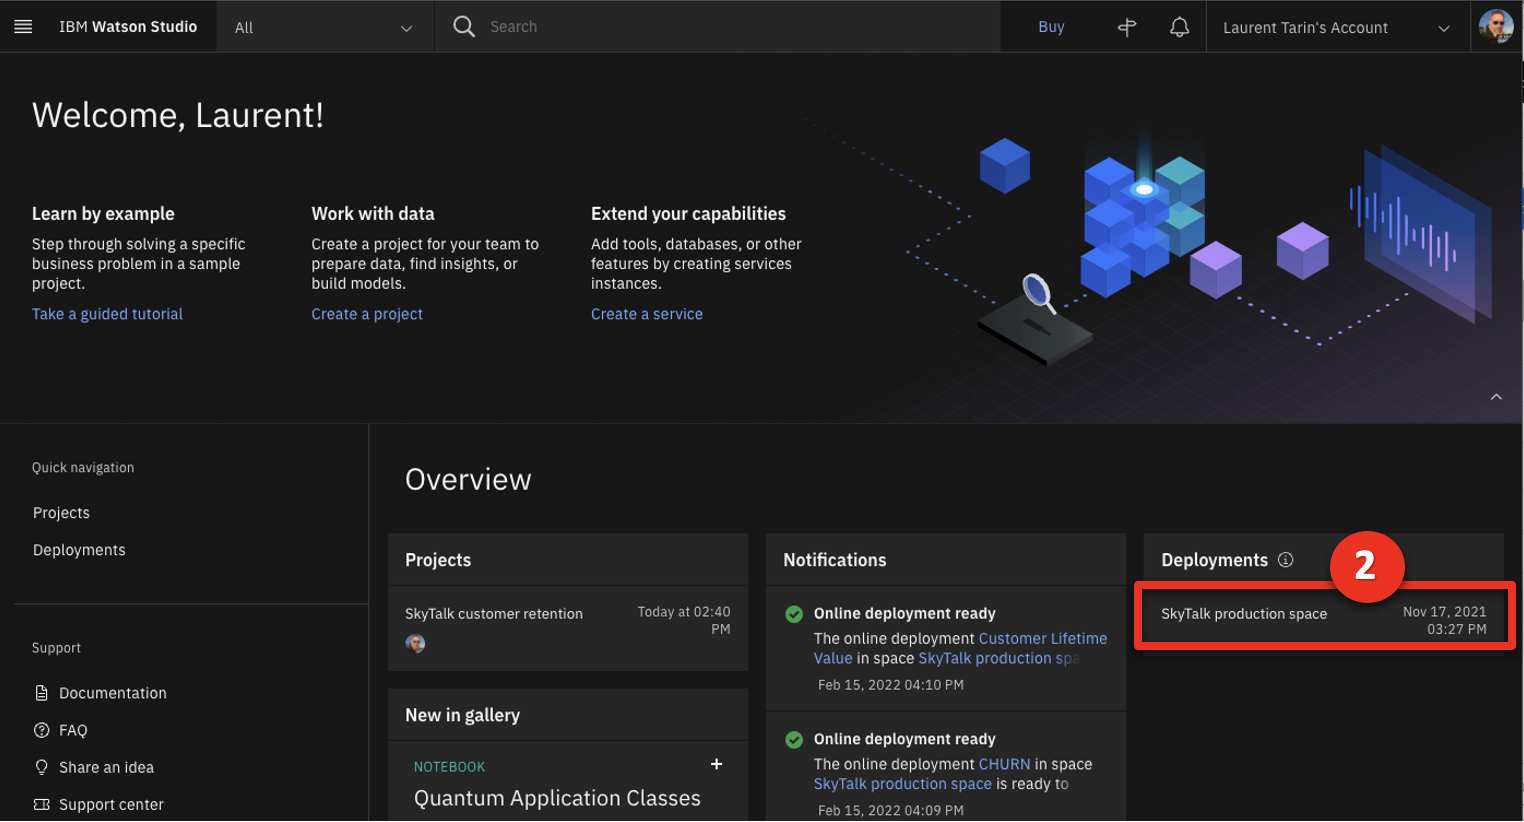 IBM Watson Studio
All
Search
Buy
Laurent Tarin's Account
Welcome, Laurent!
Learn by example
Step through solving a specific
business problem in a sample
project.
Take a guided tutorial
Work with data
Create a project for your team to
prepare data, find insights, or
build models.
Create a project
Extend your capabilities
Add tools, databases, or other
features by creating services
instances.
Create a service
Quick navigation
Projects
Deployments
Support
Documentation
FAQ
Share an idea
Support center
Overview
Projects
SkyTalk customer retention
Today at 02:40
PM
New in gallery
NOTEBOOK
Quantum Application Classes
Notifications
Online deployment ready
The online deployment Customer Lifetime
Value in space SkyTalk production spa
Feb 15, 2022 04:10 PM
Online deployment ready
The online deployment CHURN in space
SkyTalk production space is ready to
Feb 15, 2022 04:09 PM
Deployments
2
SkyTalk production space
Nov 17, 2021
03:27 PM